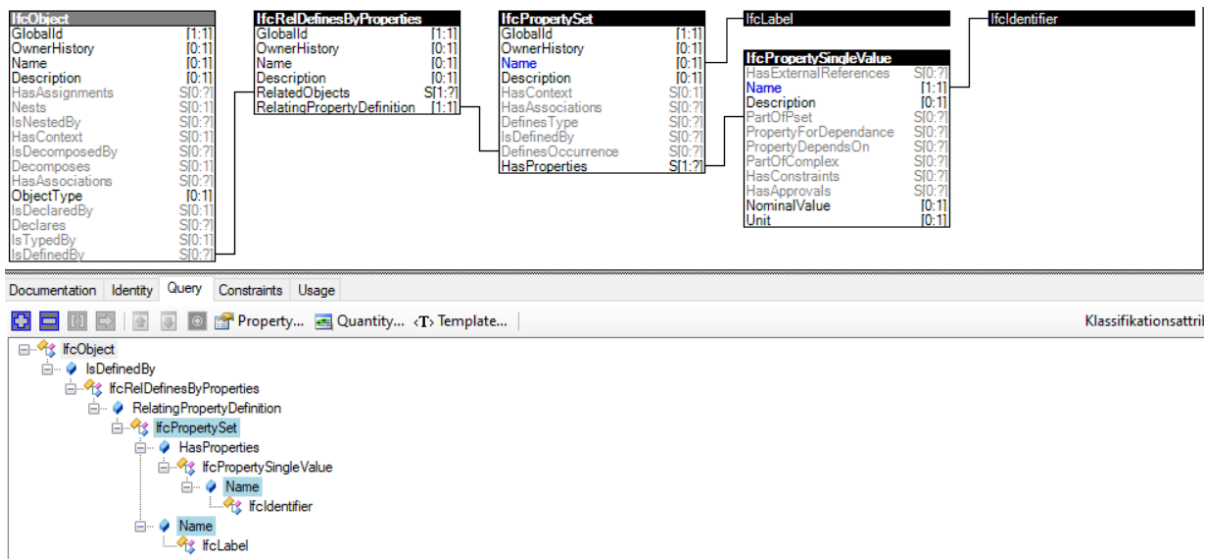 IfcObject
GlobalId [1:1]
OwnerHistory [0:1]
Name [0:1]
Description [0:1]
HasAssignments S[0:?]
Nests S[0:1]
IsNestedBy S[0:?]
HasContext S[0:1]
IsDecomposedBy S[0:?]
Decomposes S[0:1]
HasAssociations S[0:?]
ObjectType [0:1]
IsDeclaredBy S[0:1]
Declares S[0:?]
IsTypedBy S[0:1]
IsDefinedBy S[0:?]
IfcRelDefinesByProperties
GlobalId [1:1]
OwnerHistory [0:1]
Name [0:1]
Description [0:1]
RelatedObjects S[1:?]
RelatingPropertyDefinition [1:1]
IfcPropertySet
GlobalId [1:1]
OwnerHistory [0:1]
Name [0:1]
Description [0:1]
HasContext S[0:1]
HasAssociations S[0:?]
DefinesType S[0:?]
IsDefinedBy S[0:?]
DefinesOccurrence S[0:?]
HasProperties S[1:?]
IfcLabel
IfcPropertySingleValue
HasExternalReferences S[0:?]
Name [1:1]
Description [0:1]
PartOfPset S[0:?]
PropertyForDependance S[0:?]
PropertyDependsOn S[0:?]
PartOfComplex S[0:?]
HasConstraints S[0:?]
HasApprovals S[0:?]
NominalValue [0:1]
Unit [0:1]
IfcIdentifier
Documentation Identity Query Constraints Usage
Property... Quantity... <T> Template... Klassifikationsattril
IfcObject
IsDefinedBy
IfcRelDefinesByProperties
RelatingPropertyDefinition
IfcPropertySet
HasProperties
IfcPropertySingleValue
Name
IfcIdentifier
Name
IfcLabel